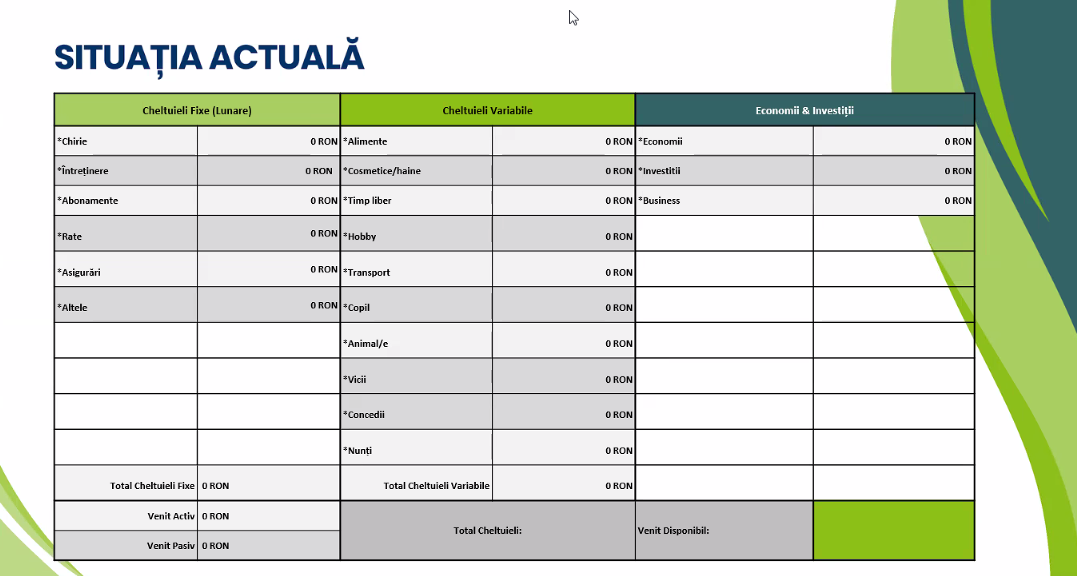 SITUAȚIA ACTUALĂ
Cheltuieli Fixe (Lunare) Cheltuieli Variabile Economii & Investiții
*Chirie 0 RON *Alimente 0 RON *Economii 0 RON
*Întreținere 0 RON *Cosmetice/haine 0 RON *Investitii 0 RON
*Abonamente 0 RON *Timp liber 0 RON *Business 0 RON
*Rate 0 RON *Hobby 0 RON
*Asigurări 0 RON *Transport 0 RON
*Altele 0 RON *Copil 0 RON
*Animal/e 0 RON
*Vicii 0 RON
*Concedii 0 RON
*Nunți 0 RON
Total Cheltuieli Fixe 0 RON Total Cheltuieli Variabile 0 RON
Venit Activ 0 RON
Total Cheltuieli: Venit Disponibil:
Venit Pasiv 0 RON